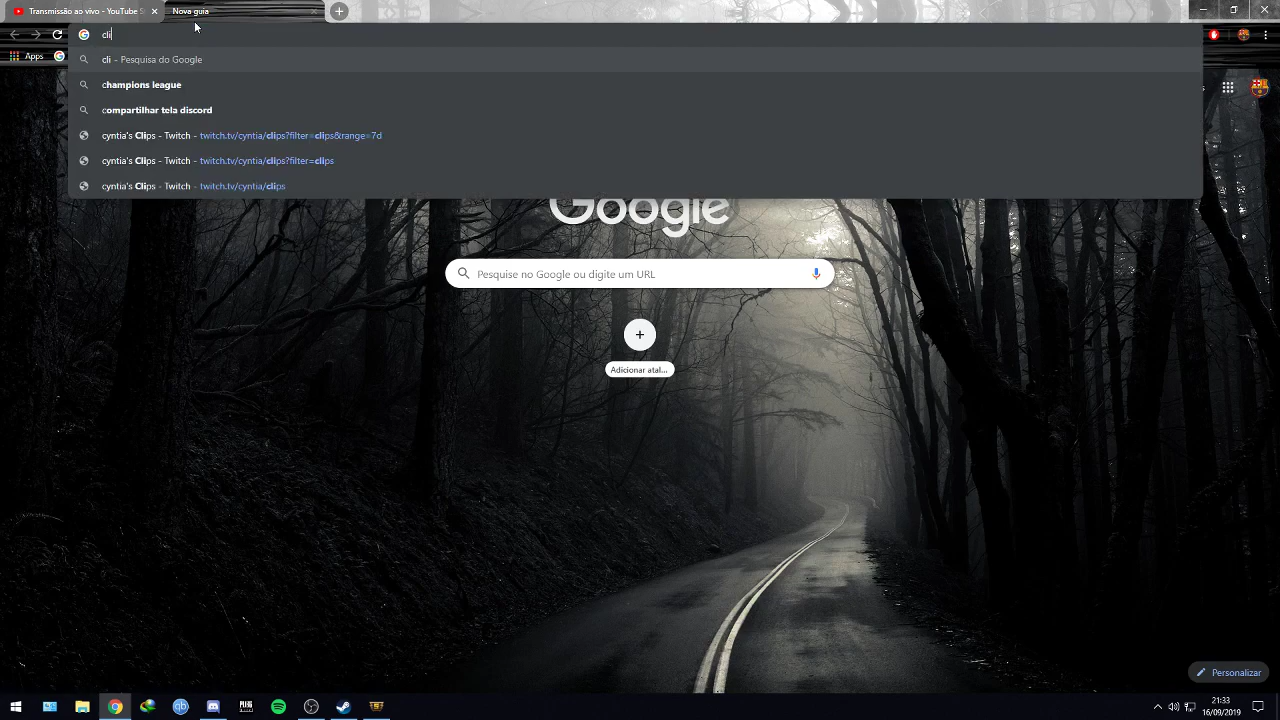 Transmissão ao vivo - YouTube S
Nova guia
cli
Apps
cli - Pesquisa do Google
champions league
compartilhar tela discord
cyntia's Clips - Twitch - twitch.tv/cyntia/clips?filter=clips&range=7d
cyntia's Clips - Twitch - twitch.tv/cyntia/clips?filter=clips
cyntia's Clips - Twitch - twitch.tv/cyntia/clips
Google
Pesquise no Google ou digite um URL
Adicionar atal...
Personalizar
PUBG
21:33
16/09/2019